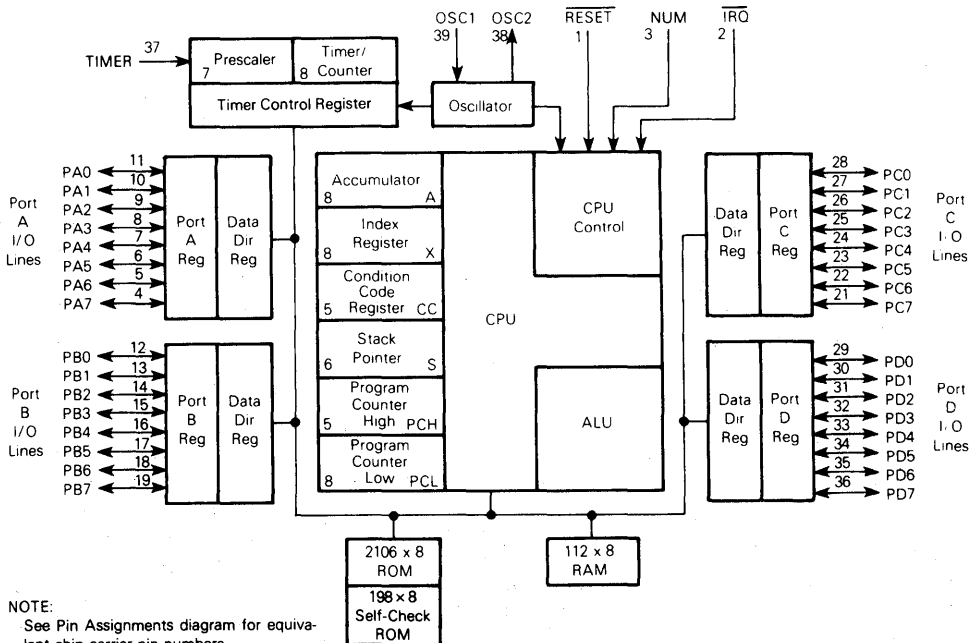 OSC1 OSC2 RESET NUM IRQ
39 38 1 3 2
TIMER 37
7 Prescaler
8 Timer/
Counter
Timer Control Register
Oscillator
Port
A
I/O
Lines
PA0 11
PA1 10
PA2 9
PA3 8
PA4 7
PA5 6
PA6 5
PA7 4
Port
A
Reg
Data
Dir
Reg
Port
B
I/O
Lines
PB0 12
PB1 13
PB2 14
PB3 15
PB4 16
PB5 17
PB6 18
PB7 19
Port
B
Reg
Data
Dir
Reg
Accumulator
8 A
Index
Register
8 X
Condition
Code
Register
5 CC
Stack
Pointer
6 S
Program
Counter
High
5 PCH
Program
Counter
Low
8 PCL
CPU
CPU
Control
ALU
Data
Dir
Reg
Port
C
Reg
28 PC0
27 PC1
26 PC2
25 PC3
24 PC4
23 PC5
22 PC6
21 PC7
Port
C
I/O
Lines
Data
Dir
Reg
Port
D
Reg
29 PD0
30 PD1
31 PD2
32 PD3
33 PD4
34 PD5
35 PD6
36 PD7
Port
D
I/O
Lines
2106 x 8
ROM
198 x 8
Self-Check
ROM
112 x 8
RAM
NOTE:
See Pin Assignments diagram for equiva-
lent chip carrier pin numbers